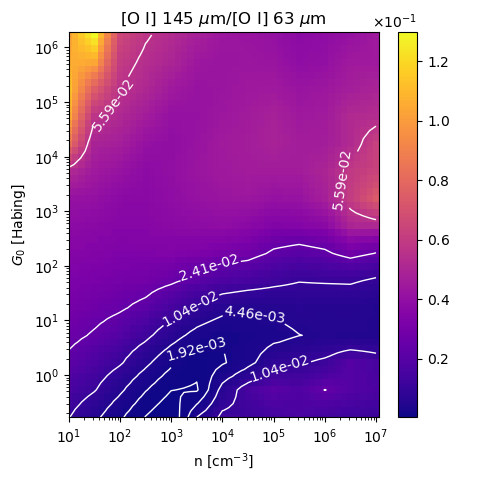 [O I] 145 μm/[O I] 63 μm
×10⁻¹
10⁶
10⁵
10⁴
10³
10²
10¹
10⁰
G₀ [Habing]
5.59e-02
5.59e-02
2.41e-02
1.04e-02
4.46e-03
1.92e-03
1.04e-02
1.2
1.0
0.8
0.6
0.4
0.2
10¹
10²
10³
10⁴
10⁵
10⁶
10⁷
n [cm⁻³]